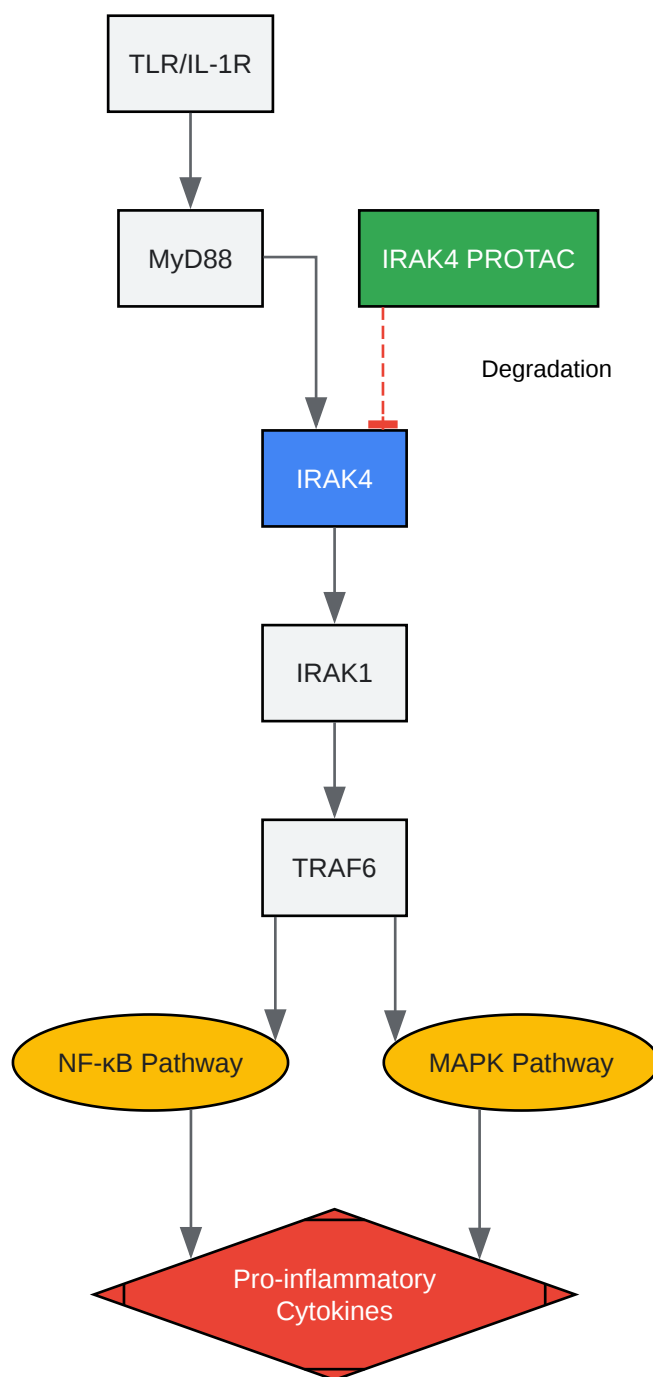 TLR/IL-1R
MyD88
IRAK4 PROTAC
Degradation
IRAK4
IRAK1
TRAF6
NF-κB Pathway
MAPK Pathway
Pro-inflammatory
Cytokines